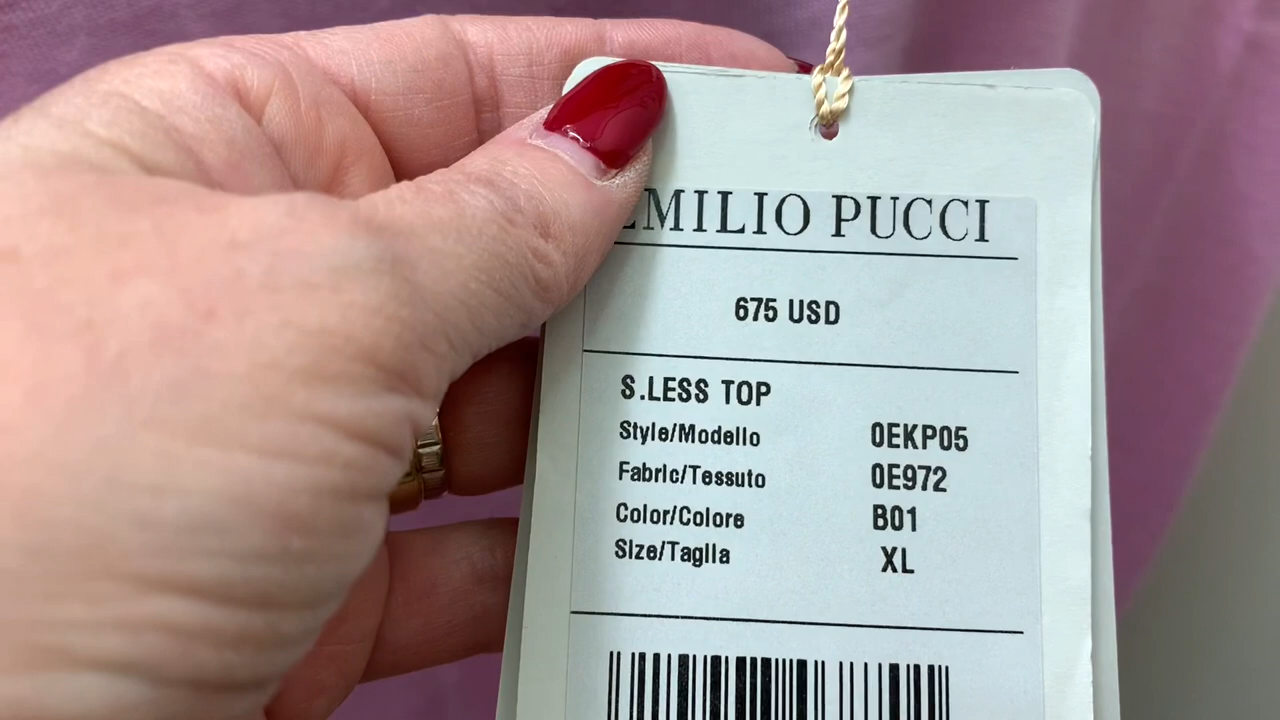 EMILIO PUCCI
675 USD
S.LESS TOP
Style/Modello 0EKP05
Fabric/Tessuto 0E972
Color/Colore B01
Size/Taglia XL